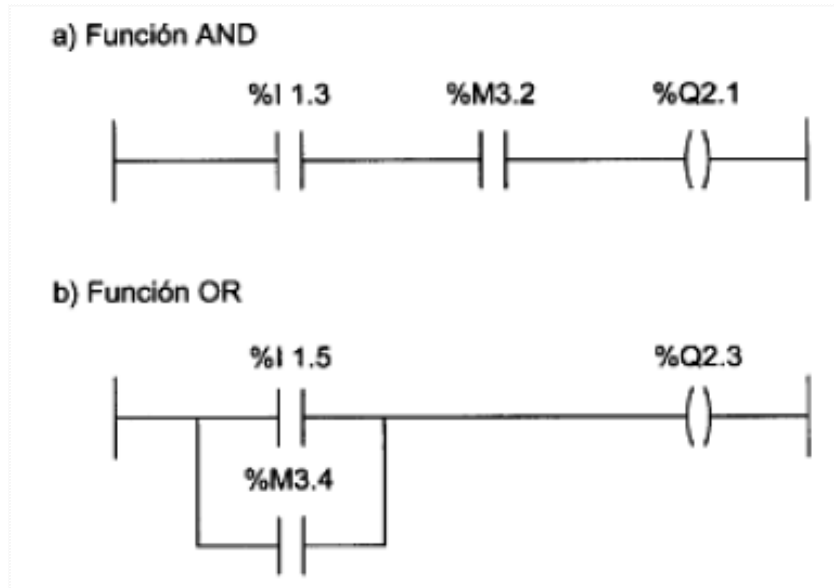 a) Función AND
%I 1.3 %M3.2 %Q2.1
b) Función OR
%I 1.5 %Q2.3
%M3.4